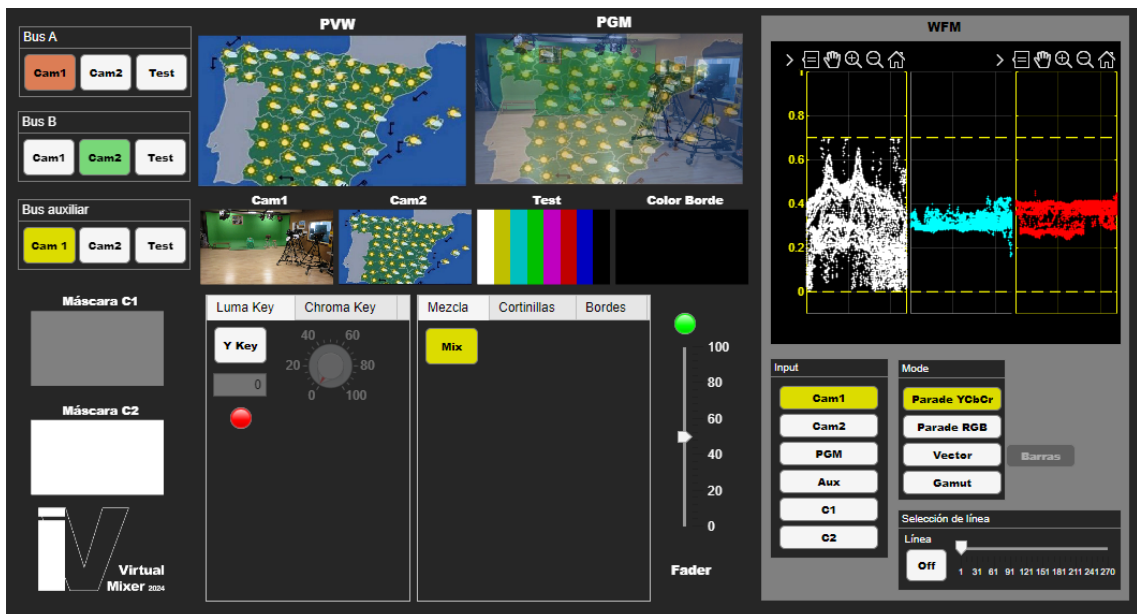 PVW
PGM
WFM
Bus A
Cam1
Cam2
Test
Bus B
Cam1
Cam2
Test
Bus auxiliar
Cam 1
Cam2
Test
Cam1
Cam2
Test
Color Borde
1
0.8
0.6
0.4
0.2
0
Máscara C1
Máscara C2
iV
Virtual
Mixer 2024
Luma Key
Chroma Key
Y Key
0
0
20
40
60
80
100
Mezcla
Cortinillas
Bordes
Mix
100
80
60
40
20
0
Fader
Input
Cam1
Cam2
PGM
Aux
C1
C2
Mode
Parade YCbCr
Parade RGB
Vector
Gamut
Barras
Selección de línea
Línea
Off
1 31 61 91 121 151 181 211 241 270